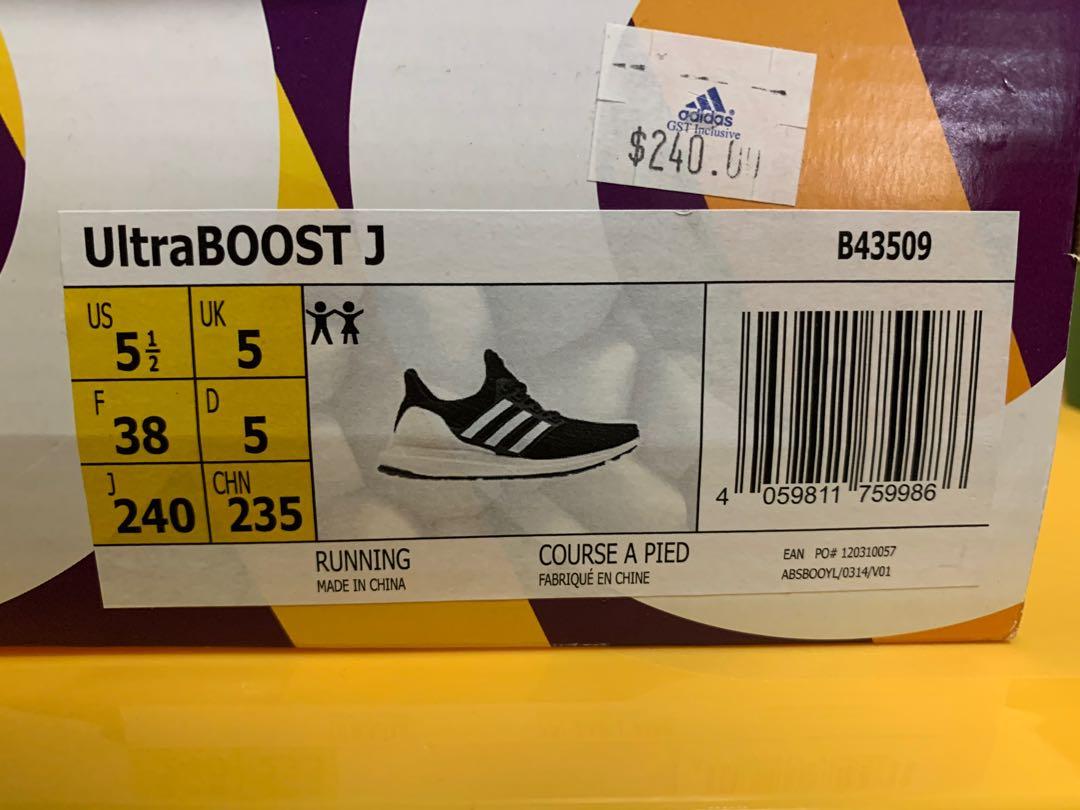 adidas
GST Inclusive
$240.00
UltraBOOST J
B43509
US 5½
UK 5
F 38
D 5
J 240
CHN 235
4 059811 759986
RUNNING
MADE IN CHINA
COURSE A PIED
FABRIQUÉ EN CHINE
EAN PO# 120310057
ABSBOOYL/0314/V01